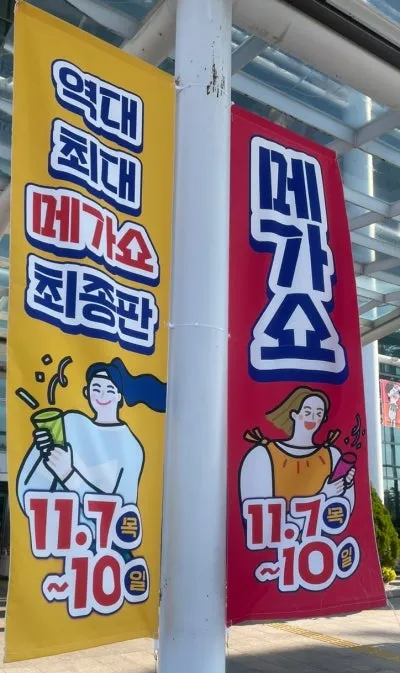 역대
최대
메가쇼
최종판
11.7 목
~10 일
메
가
쇼
11.7 목
~10 일